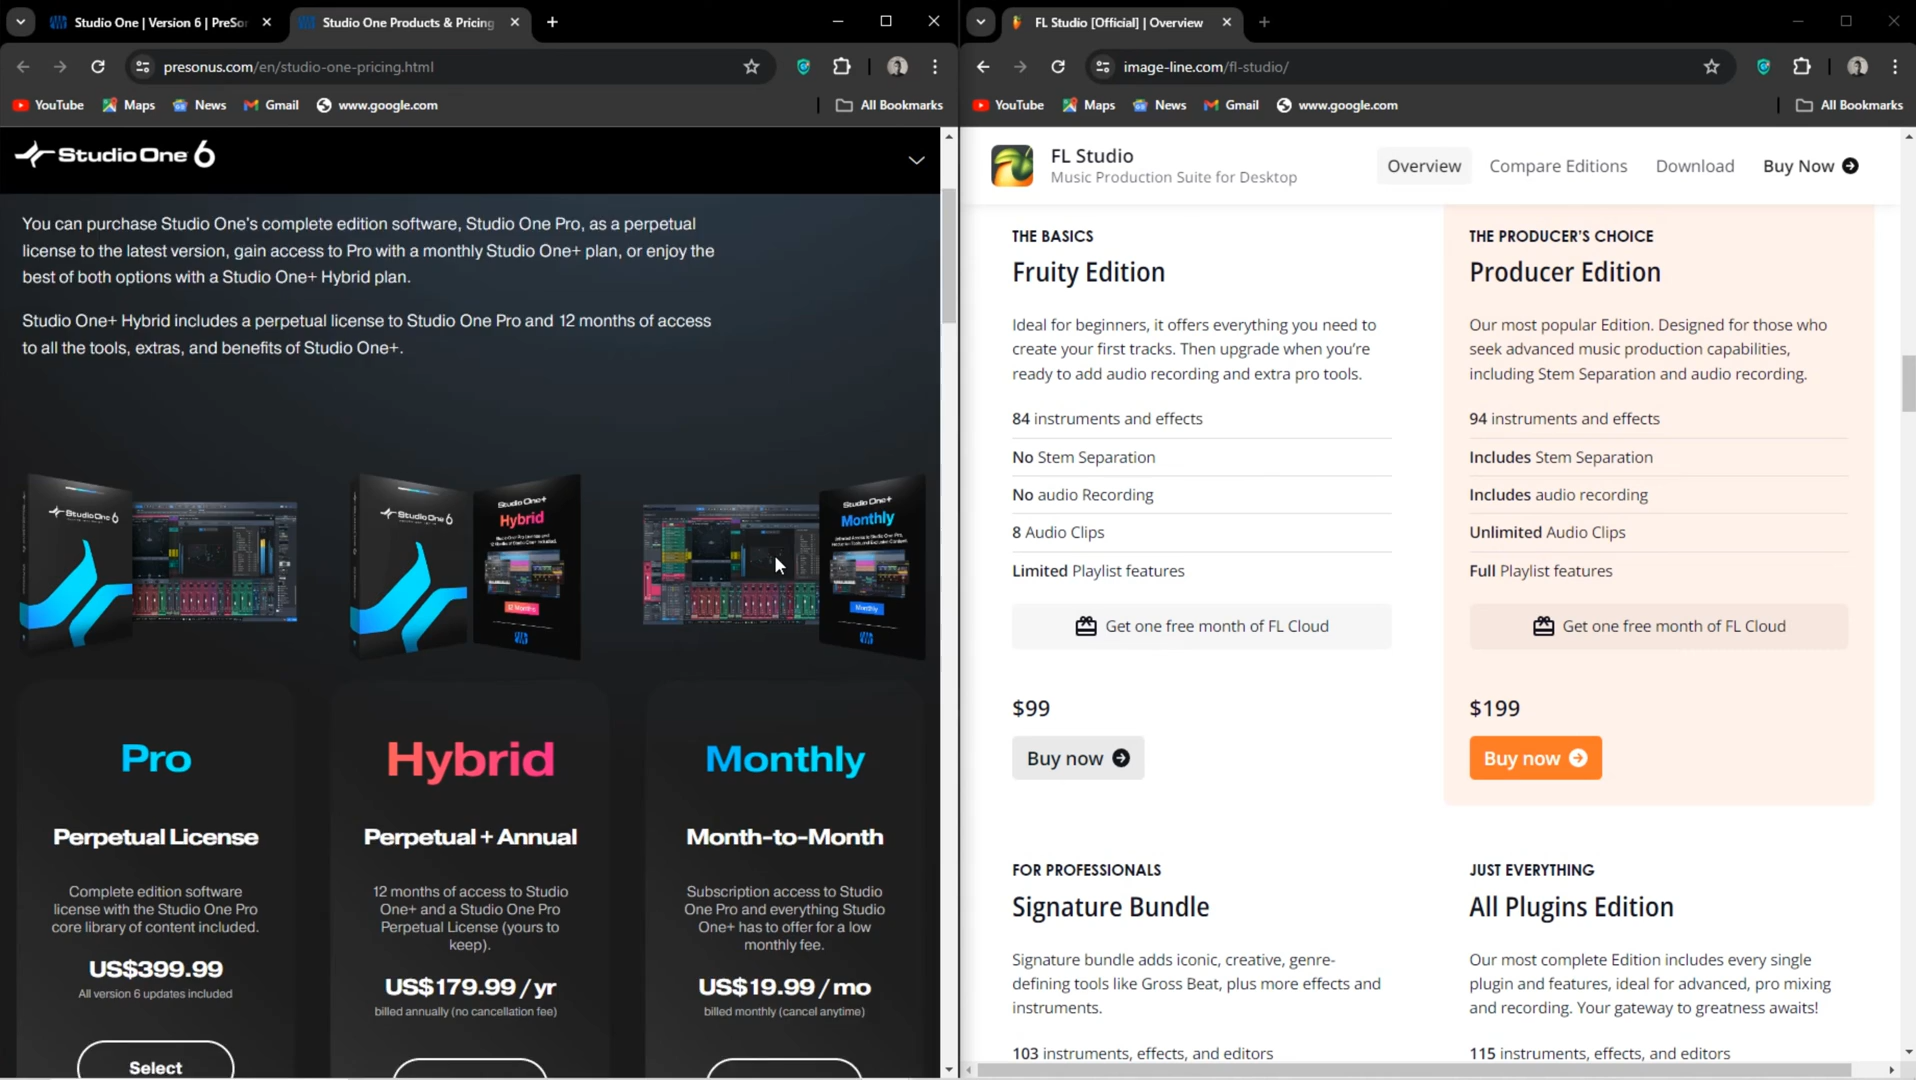 Studio One | Version 6 | PreSor
Studio One Products & Pricing
presonus.com/en/studio-one-pricing.html
YouTube
Maps
News
Gmail
www.google.com
All Bookmarks
Studio One 6
You can purchase Studio One's complete edition software, Studio One Pro, as a perpetual
license to the latest version, gain access to Pro with a monthly Studio One+ plan, or enjoy the
best of both options with a Studio One+ Hybrid plan.
Studio One+ Hybrid includes a perpetual license to Studio One Pro and 12 months of access
to all the tools, extras, and benefits of Studio One+.
Studio One 6
Studio One 6
Studio One+
Hybrid
12 Months
Studio One+
Monthly
Monthly
Pro
Perpetual License
Complete edition software
license with the Studio One Pro
core library of content included.
US$399.99
All version 6 updates included
Select
Hybrid
Perpetual + Annual
12 months of access to Studio
One+ and a Studio One Pro
Perpetual License (yours to
keep).
US$179.99 / yr
billed annually (no cancellation fee)
Monthly
Month-to-Month
Subscription access to Studio
One Pro and everything Studio
One+ has to offer for a low
monthly fee.
US$19.99 / mo
billed monthly (cancel anytime)
FL Studio [Official] | Overview
image-line.com/fl-studio/
YouTube
Maps
News
Gmail
www.google.com
All Bookmarks
FL Studio
Music Production Suite for Desktop
Overview
Compare Editions
Download
Buy Now
THE BASICS
Fruity Edition
Ideal for beginners, it offers everything you need to
create your first tracks. Then upgrade when you're
ready to add audio recording and extra pro tools.
84 instruments and effects
No Stem Separation
No audio Recording
8 Audio Clips
Limited Playlist features
Get one free month of FL Cloud
$99
Buy now
THE PRODUCER'S CHOICE
Producer Edition
Our most popular Edition. Designed for those who
seek advanced music production capabilities,
including Stem Separation and audio recording.
94 instruments and effects
Includes Stem Separation
Includes audio recording
Unlimited Audio Clips
Full Playlist features
Get one free month of FL Cloud
$199
Buy now
FOR PROFESSIONALS
Signature Bundle
Signature bundle adds iconic, creative, genre-
defining tools like Gross Beat, plus more effects and
instruments.
103 instruments, effects, and editors
JUST EVERYTHING
All Plugins Edition
Our most complete Edition includes every single
plugin and features, ideal for advanced, pro mixing
and recording. Your gateway to greatness awaits!
115 instruments, effects, and editors